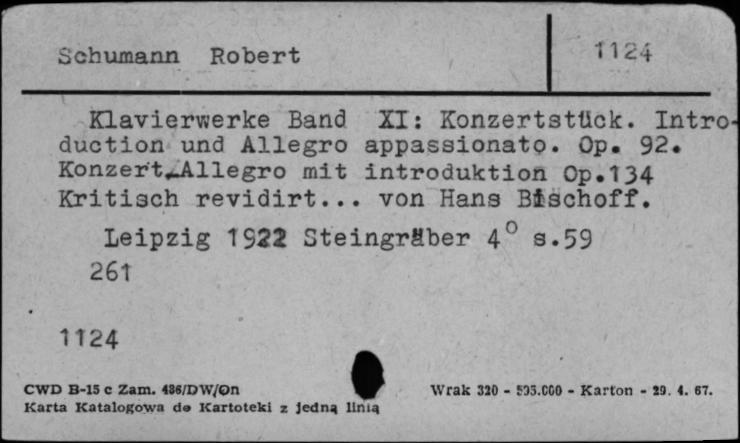 Schumann Robert 1124
Klavierwerke Band XI: Konzertstück. Intro-
duction und Allegro appassionato. Op. 92.
Konzert-Allegro mit introduktion Op.134
Kritisch revidirt... von Hans Bischoff.
Leipzig 1922 Steingräber 4° s.59
261
1124
CWD B-15 c Zam. 486/DW/On Wrak 320 - 595.000 - Karton - 29. 4. 67.
Karta Katalogowa do Kartoteki z jedną linią